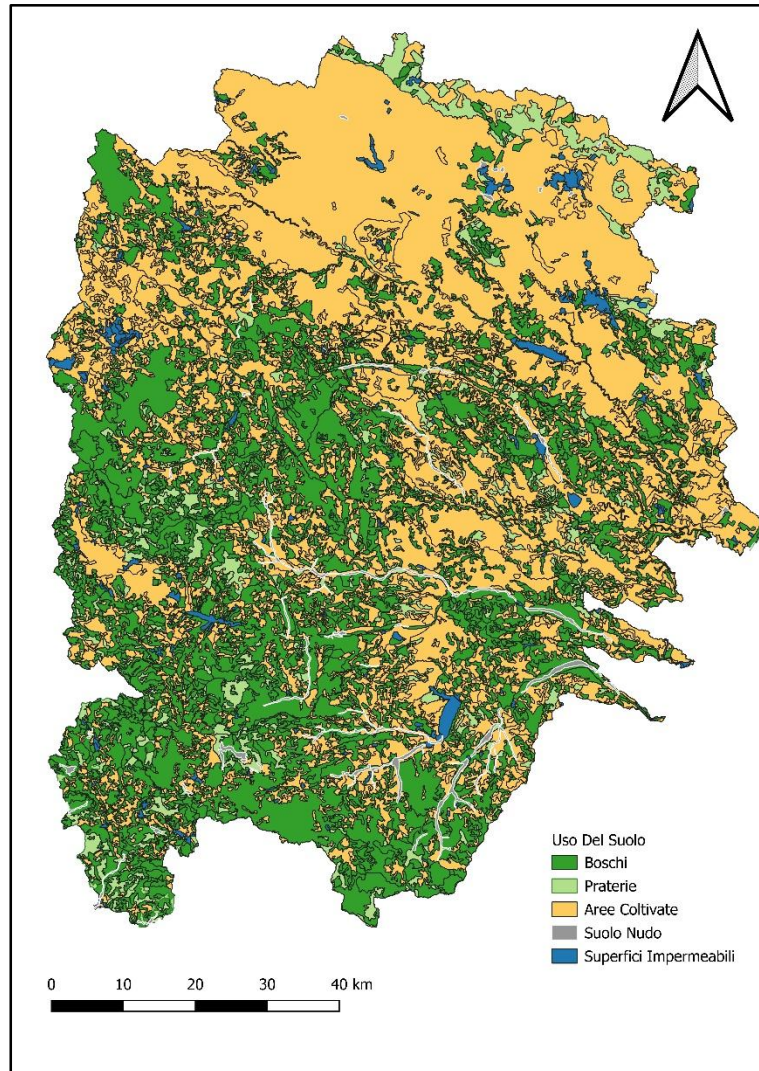 Uso Del Suolo
Boschi
Praterie
Aree Coltivate
Suolo Nudo
Superfici Impermeabili
0 10 20 30 40 km